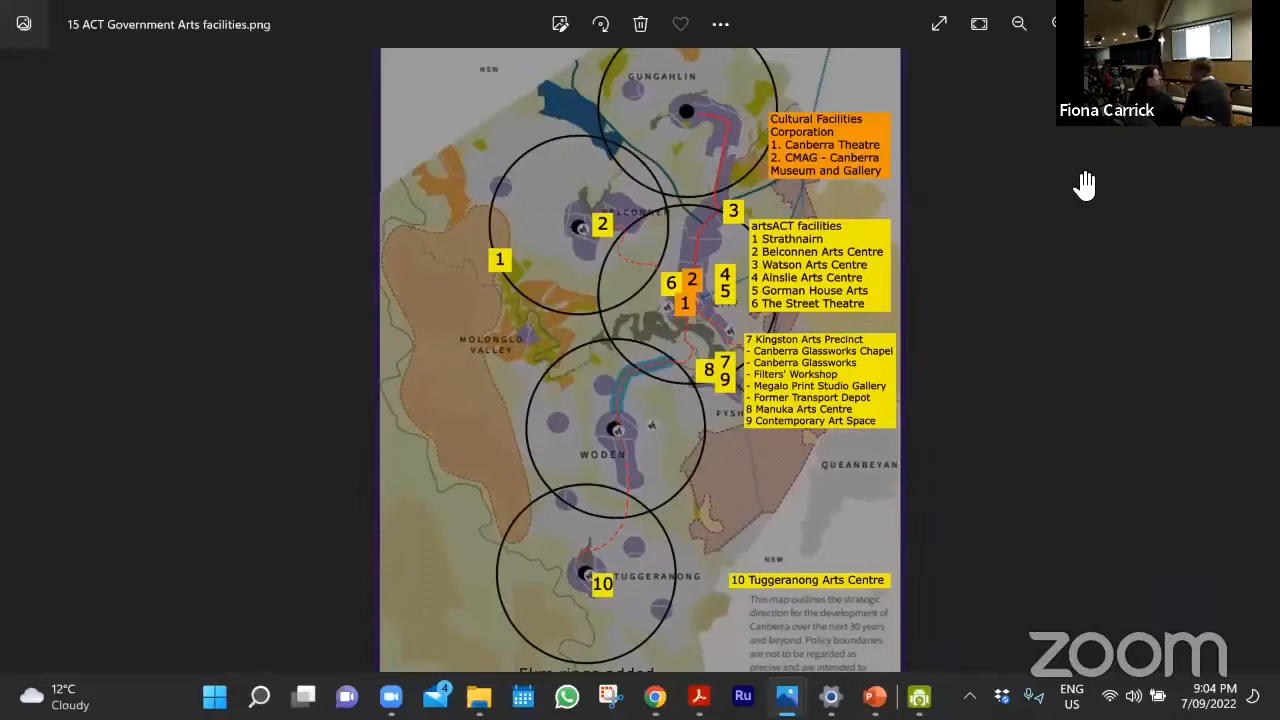 15 ACT Government Arts facilities.png
Fiona Carrick
NSW
GUNGAHLIN
Cultural Facilities
Corporation
1. Canberra Theatre
2. CMAG - Canberra
Museum and Gallery
3
2
1
artsACT facilities
1 Strathnairn
2 Belconnen Arts Centre
3 Watson Arts Centre
4 Ainslie Arts Centre
5 Gorman House Arts
6 The Street Theatre
6
2
4
5
1
MOLONGLO
VALLEY
7 Kingston Arts Precinct
- Canberra Glassworks Chapel
- Canberra Glassworks
- Fitters' Workshop
- Megalo Print Studio Gallery
- Former Transport Depot
8 Manuka Arts Centre
9 Contemporary Art Space
8
7
9
WODEN
QUEANBEYAN
NSW
TUGGERANONG
10
10 Tuggeranong Arts Centre
This map outlines the strategic
direction for the development of
Canberra over the next 30 years
and beyond. Policy boundaries
are not to be regarded as
precise and are intended to
zoom
12°C
Cloudy
4
Ru
ENG
US
9:04 PM
7/09/2022